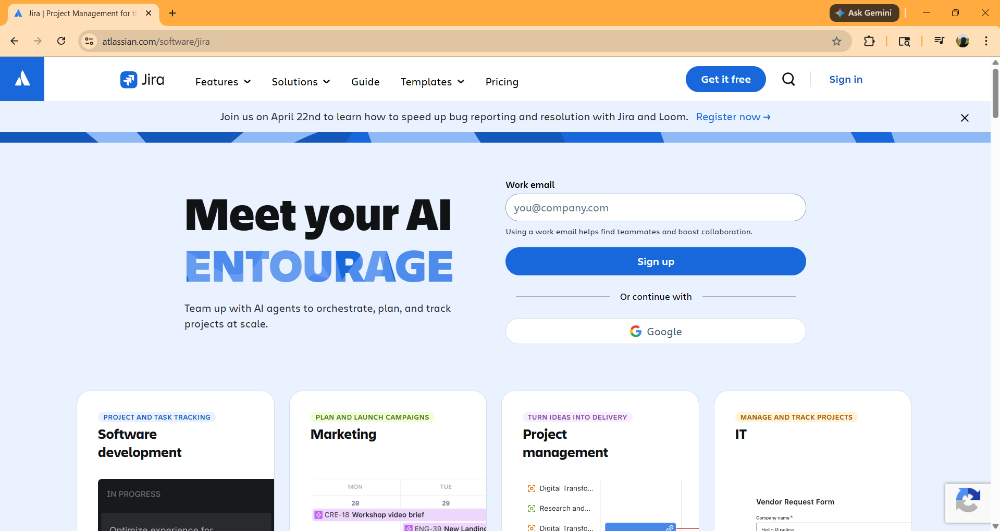 Jira | Project Management for th
Ask Gemini
atlassian.com/software/jira
Jira
Features
Solutions
Guide
Templates
Pricing
Get it free
Sign in
Join us on April 22nd to learn how to speed up bug reporting and resolution with Jira and Loom. Register now →
Meet your AI
ENTOURAGE
Team up with AI agents to orchestrate, plan, and track
projects at scale.
Work email
you@company.com
Using a work email helps find teammates and boost collaboration.
Sign up
Or continue with
Google
PROJECT AND TASK TRACKING
Software
development
IN PROGRESS
Optimize experience for
PLAN AND LAUNCH CAMPAIGNS
Marketing
MON TUE
28 29
CRE-18 Workshop video brief
ENG-39 New Landing
TURN IDEAS INTO DELIVERY
Project
management
Digital Transfo...
Research and...
Digital Transfo...
MANAGE AND TRACK PROJECTS
IT
Vendor Request Form
Company name*
Hello Pipeline